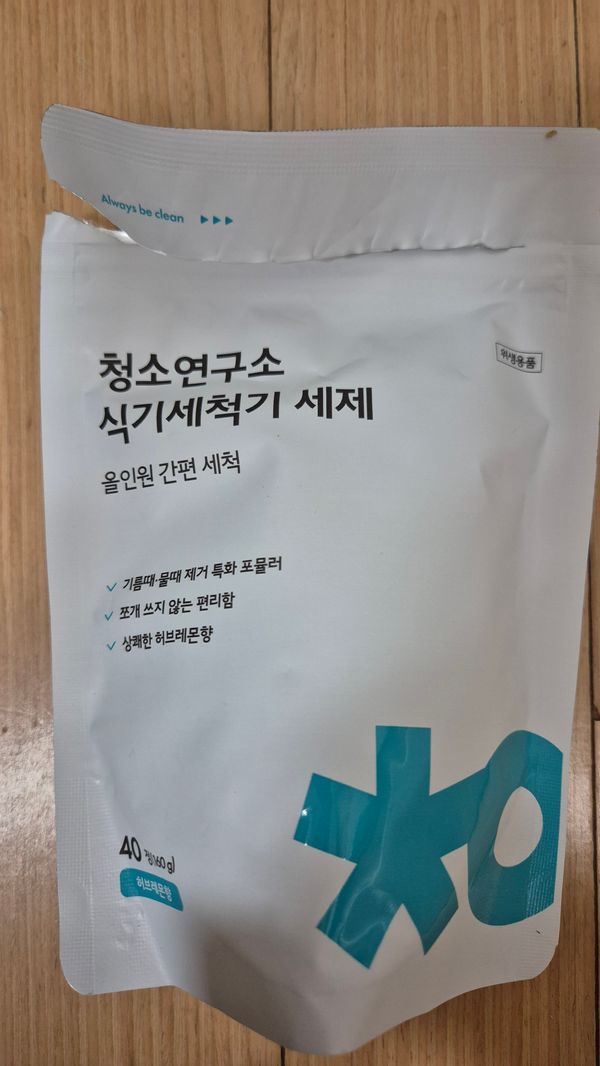 Always be clean
위생용품
청소연구소
식기세척기 세제
올인원 간편 세척
기름때·물때 제거 특화 포뮬러
쪼개 쓰지 않는 편리함
상쾌한 허브레몬향
40정(160g)
허브레몬향